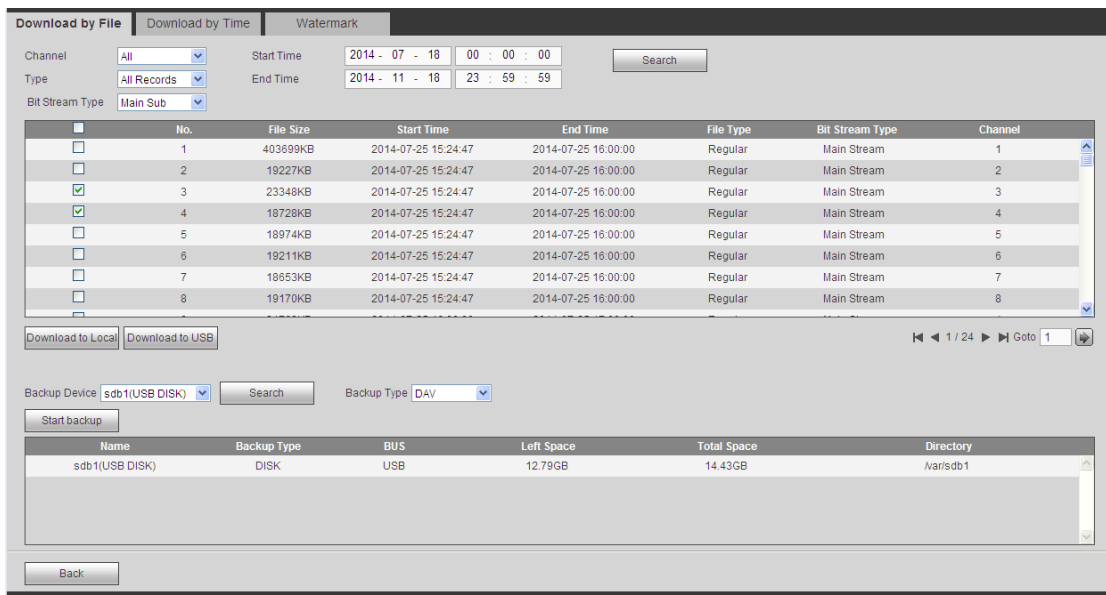 Download by File Download by Time Watermark
Channel All Start Time 2014 - 07 - 18 00 : 00 : 00 Search
Type All Records End Time 2014 - 11 - 18 23 : 59 : 59
Bit Stream Type Main Sub
No. File Size Start Time End Time File Type Bit Stream Type Channel
1 403699KB 2014-07-25 15:24:47 2014-07-25 16:00:00 Regular Main Stream 1
2 19227KB 2014-07-25 15:24:47 2014-07-25 16:00:00 Regular Main Stream 2
3 23348KB 2014-07-25 15:24:47 2014-07-25 16:00:00 Regular Main Stream 3
4 18728KB 2014-07-25 15:24:47 2014-07-25 16:00:00 Regular Main Stream 4
5 18974KB 2014-07-25 15:24:47 2014-07-25 16:00:00 Regular Main Stream 5
6 19211KB 2014-07-25 15:24:47 2014-07-25 16:00:00 Regular Main Stream 6
7 18653KB 2014-07-25 15:24:47 2014-07-25 16:00:00 Regular Main Stream 7
8 19170KB 2014-07-25 15:24:47 2014-07-25 16:00:00 Regular Main Stream 8
Download to Local Download to USB 1 / 24 Goto 1
Backup Device sdb1(USB DISK) Search Backup Type DAV
Start backup
Name Backup Type BUS Left Space Total Space Directory
sdb1(USB DISK) DISK USB 12.79GB 14.43GB /var/sdb1
Back